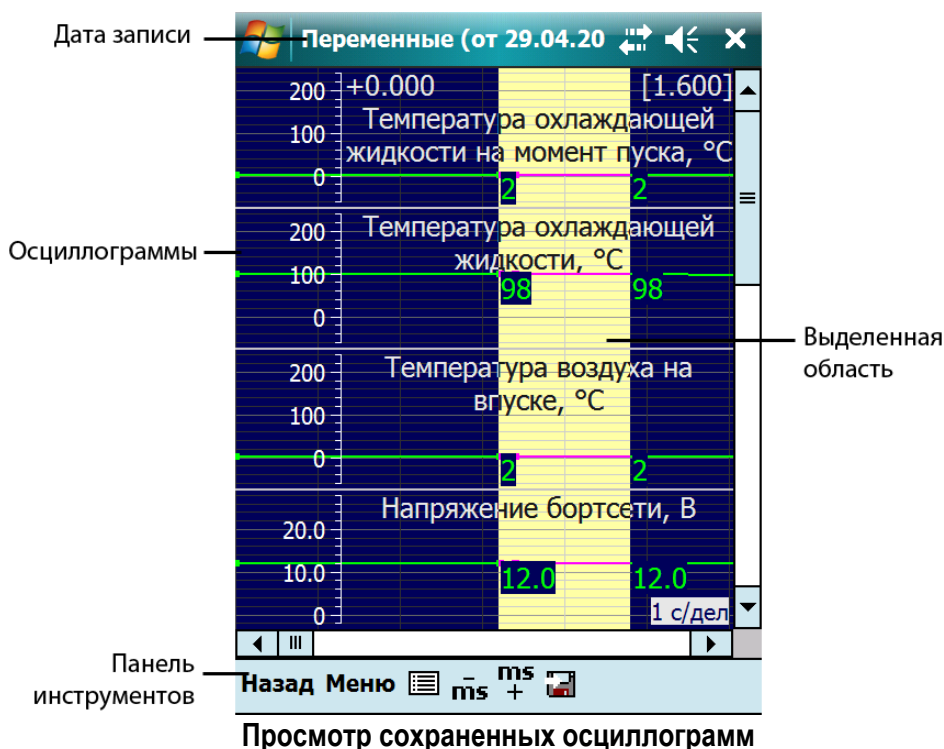 Дата записи
Переменные (от 29.04.20
+0.000
[1.600]
200
100
0
Температура охлаждающей
жидкости на момент пуска, °C
2
2
Осциллограммы
200
100
0
Температура охлаждающей
жидкости, °C
98
98
Выделенная
область
200
100
0
Температура воздуха на
впуске, °C
2
2
20.0
10.0
0
Напряжение бортсети, В
12.0
12.0
1 с/дел
Панель
инструментов
Назад Меню
− ms
ms +
Просмотр сохраненных осциллограмм